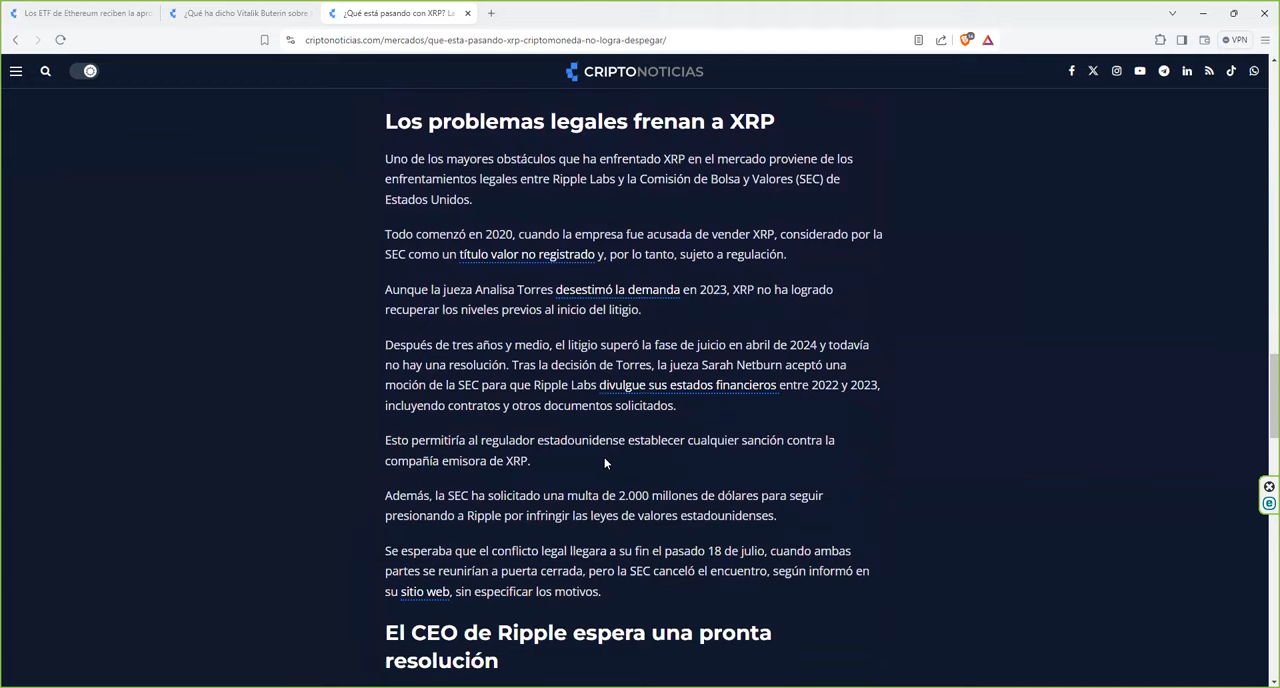 Los ETF de Ethereum reciben la apro
¿Qué ha dicho Vitalik Buterin sobre
¿Qué está pasando con XRP? La
criptonoticias.com/mercados/que-esta-pasando-xrp-criptomoneda-no-logra-despegar/
VPN
CRIPTONOTICIAS
Los problemas legales frenan a XRP
Uno de los mayores obstáculos que ha enfrentado XRP en el mercado proviene de los
enfrentamientos legales entre Ripple Labs y la Comisión de Bolsa y Valores (SEC) de
Estados Unidos.
Todo comenzó en 2020, cuando la empresa fue acusada de vender XRP, considerado por la
SEC como un título valor no registrado y, por lo tanto, sujeto a regulación.
Aunque la jueza Analisa Torres desestimó la demanda en 2023, XRP no ha logrado
recuperar los niveles previos al inicio del litigio.
Después de tres años y medio, el litigio superó la fase de juicio en abril de 2024 y todavía
no hay una resolución. Tras la decisión de Torres, la jueza Sarah Netburn aceptó una
moción de la SEC para que Ripple Labs divulgue sus estados financieros entre 2022 y 2023,
incluyendo contratos y otros documentos solicitados.
Esto permitiría al regulador estadounidense establecer cualquier sanción contra la
compañía emisora de XRP.
Además, la SEC ha solicitado una multa de 2.000 millones de dólares para seguir
presionando a Ripple por infringir las leyes de valores estadounidenses.
Se esperaba que el conflicto legal llegara a su fin el pasado 18 de julio, cuando ambas
partes se reunirían a puerta cerrada, pero la SEC canceló el encuentro, según informó en
su sitio web, sin especificar los motivos.
El CEO de Ripple espera una pronta
resolución